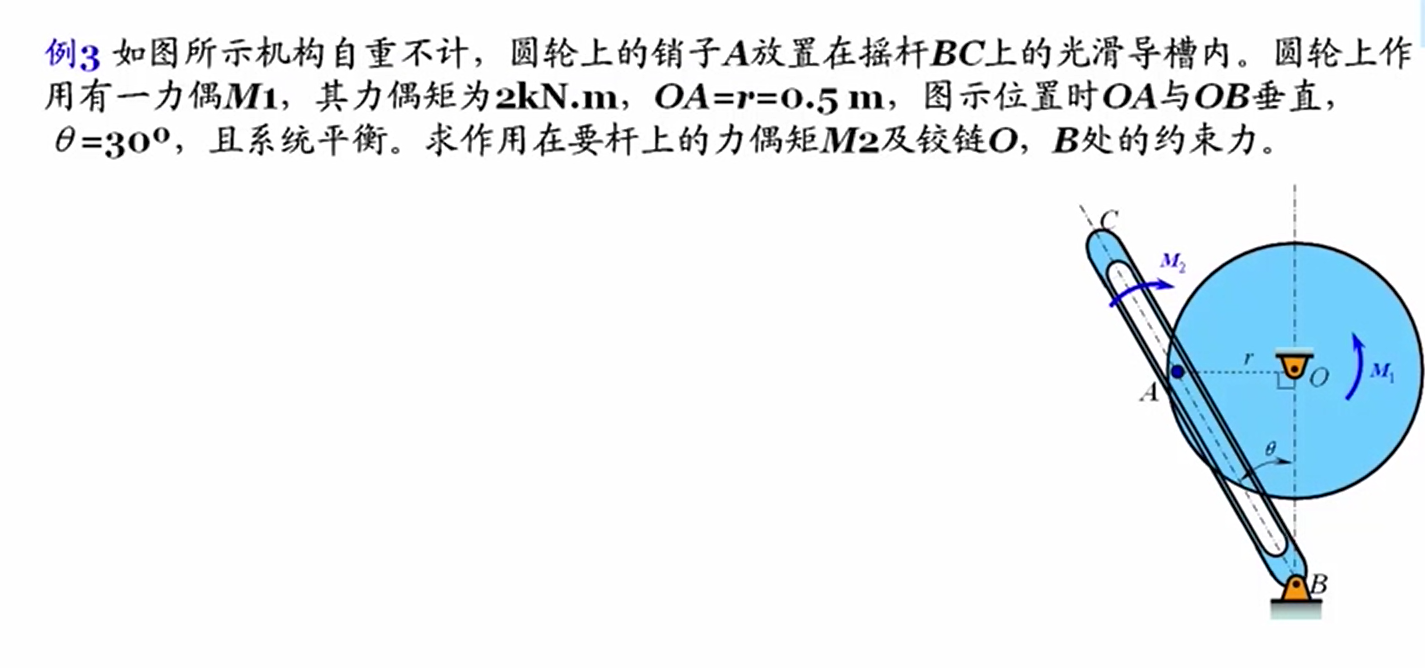 例3 如图所示机构自重不计，圆轮上的销子A放置在摇杆BC上的光滑导槽内。圆轮上作
用有一力偶M1，其力偶矩为2kN.m，OA=r=0.5 m，图示位置时OA与OB垂直，
θ=30º，且系统平衡。求作用在要杆上的力偶矩M2及铰链O，B处的约束力。
C
M₂
r
O
M₁
A
θ
B